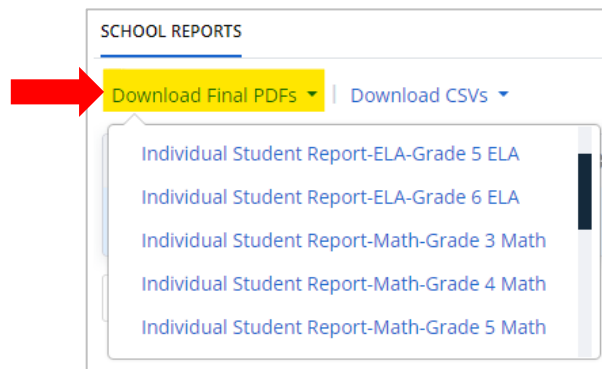 SCHOOL REPORTS
Download Final PDFs | Download CSVs
Individual Student Report-ELA-Grade 5 ELA
Individual Student Report-ELA-Grade 6 ELA
Individual Student Report-Math-Grade 3 Math
Individual Student Report-Math-Grade 4 Math
Individual Student Report-Math-Grade 5 Math